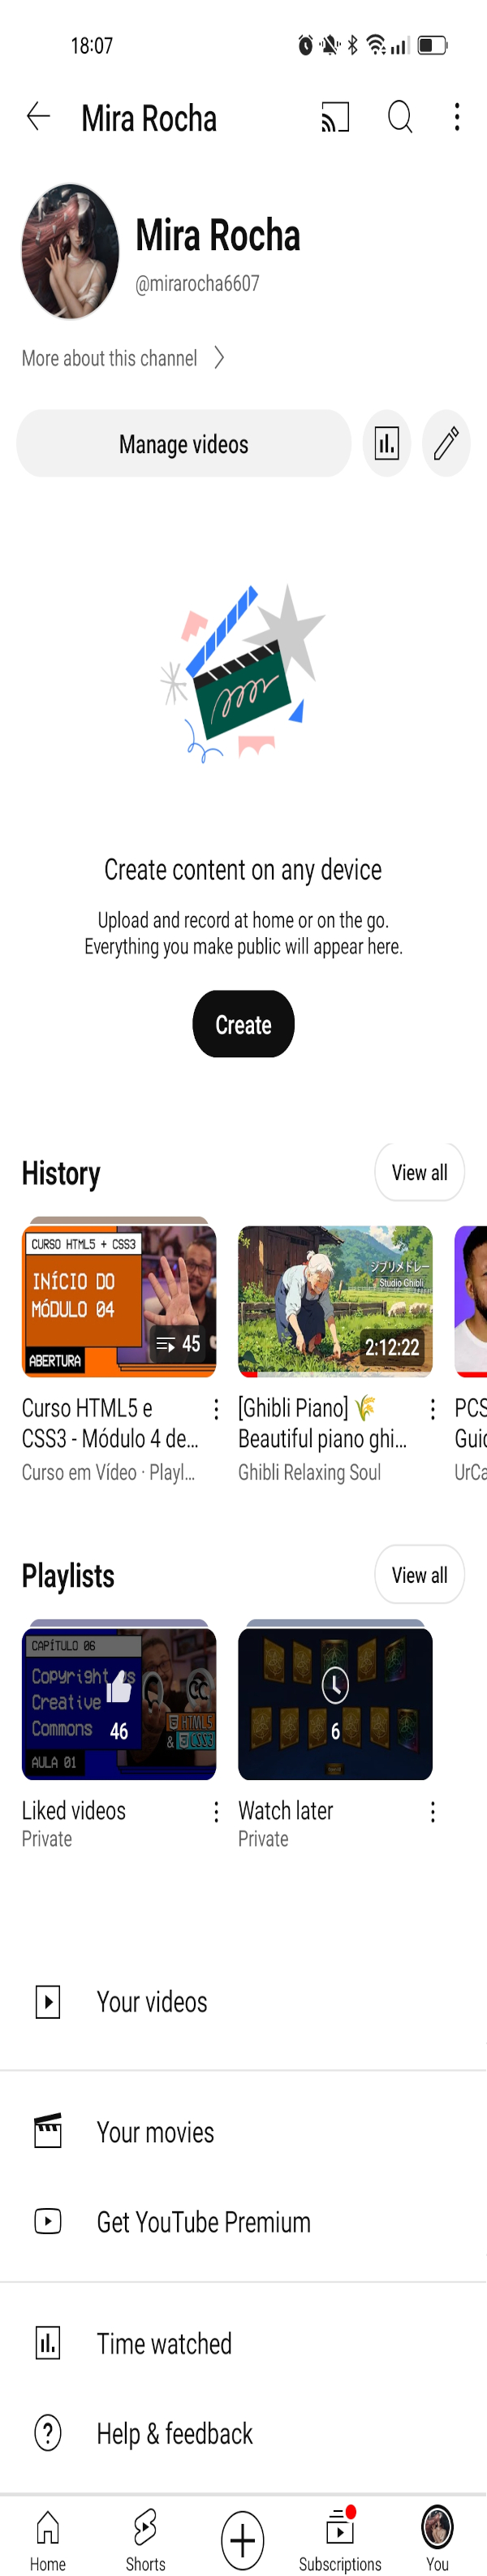 18:07
Mira Rocha
Mira Rocha
@mirarocha6607
More about this channel
Manage videos
Create content on any device
Upload and record at home or on the go.
Everything you make public will appear here.
Create
History
View all
CURSO HTML5 + CSS3
INÍCIO DO
MÓDULO 04
ABERTURA
45
ジブリメドレー
Studio Ghibli
2:12:22
Curso HTML5 e
CSS3 - Módulo 4 de...
Curso em Vídeo · Playl...
[Ghibli Piano] 🌾
Beautiful piano ghi...
Ghibli Relaxing Soul
PCS
Guic
UrCa
Playlists
View all
CAPÍTULO 06
Copyright
Creative
Commons
AULA 01
CC
HTML5
& CSS3
46
6
Liked videos
Private
Watch later
Private
Your videos
Your movies
Get YouTube Premium
Time watched
Help & feedback
Home
Shorts
Subscriptions
You